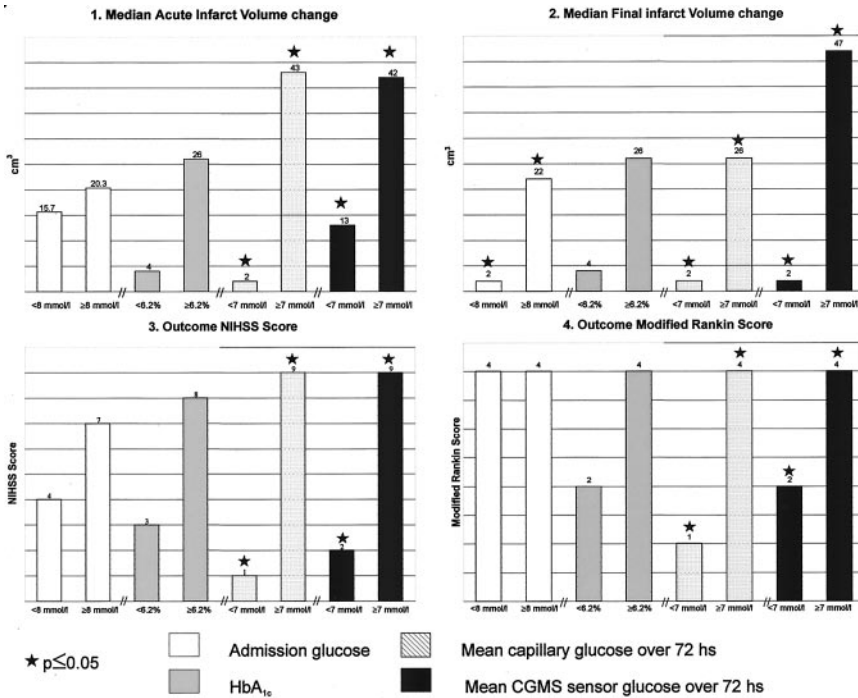 1. Median Acute Infarct Volume change
cm³
15.7
20.3
4
26
2
43
13
42
<8 mmol/l ≥8 mmol/l // <6.2% ≥6.2% // <7 mmol/l ≥7 mmol/l // <7 mmol/l ≥7 mmol/l
2. Median Final infarct Volume change
cm³
2
22
4
26
2
26
2
47
<8 mmol/l ≥8 mmol/l // <6.2% ≥6.2% // <7 mmol/l ≥7 mmol/l // <7 mmol/l ≥7 mmol/l
3. Outcome NIHSS Score
NIHSS Score
4
7
3
8
1
9
2
9
<8 mmol/l ≥8 mmol/l // <6.2% ≥6.2% // <7 mmol/l ≥7 mmol/l // <7 mmol/l ≥7 mmol/l
4. Outcome Modified Rankin Score
Modified Rankin Score
4
4
2
4
1
4
2
4
<8 mmol/l ≥8 mmol/l // <6.2% ≥6.2% // <7 mmol/l ≥7 mmol/l // <7 mmol/l ≥7 mmol/l
★ p≤0.05
Admission glucose
Mean capillary glucose over 72 hs
HbA₁c
Mean CGMS sensor glucose over 72 hs